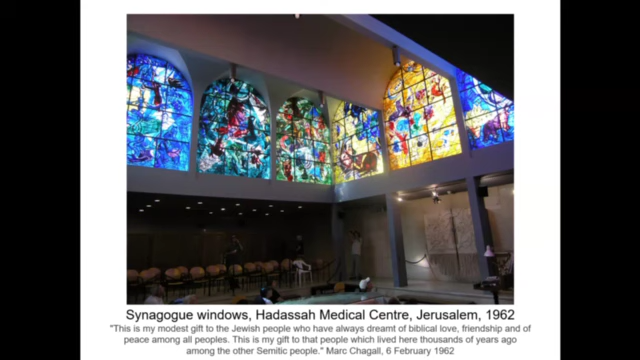 Synagogue windows, Hadassah Medical Centre, Jerusalem, 1962
"This is my modest gift to the Jewish people who have always dreamt of biblical love, friendship and of
peace among all peoples. This is my gift to that people which lived here thousands of years ago
among the other Semitic people." Marc Chagall, 6 February 1962